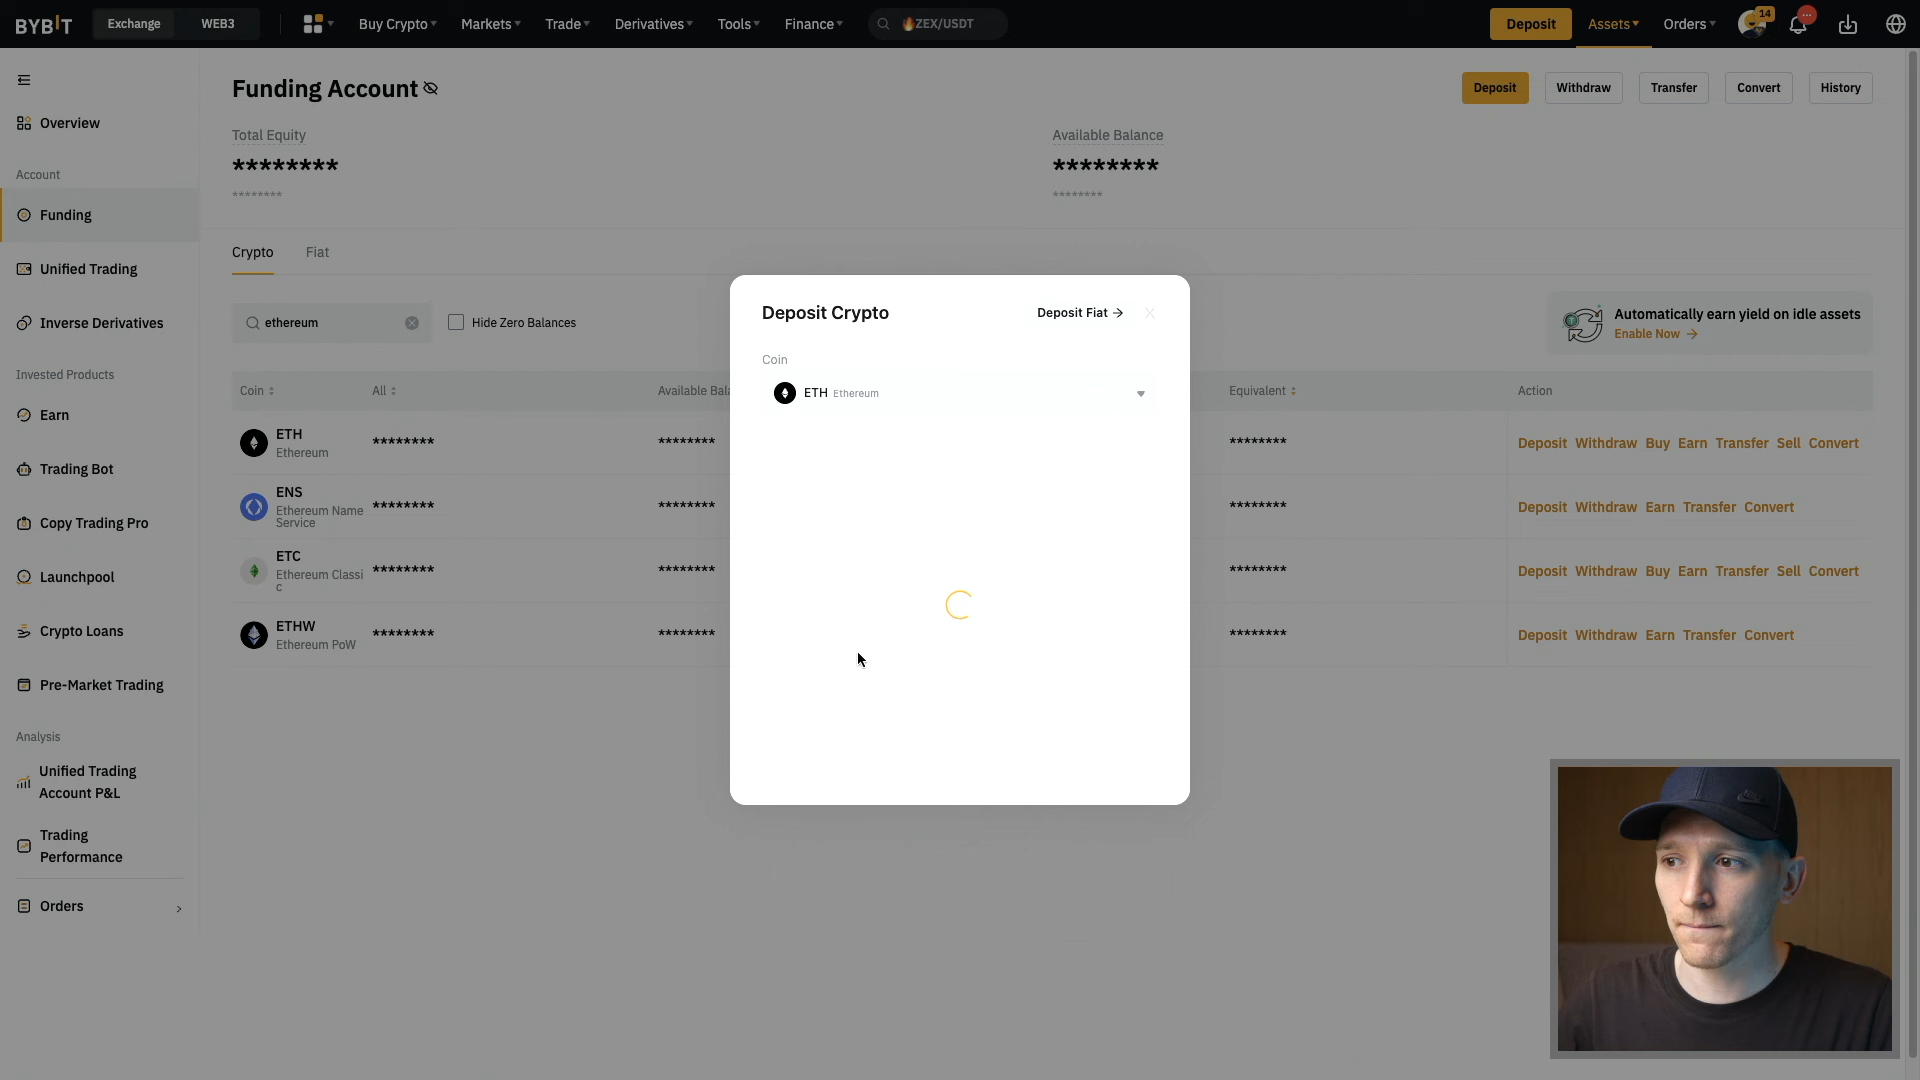 BYBIT
Exchange
WEB3
Buy Crypto
Markets
Trade
Derivatives
Tools
Finance
ZEX/USDT
Deposit
Assets
Orders
14
Overview
Account
Funding
Unified Trading
Inverse Derivatives
Invested Products
Earn
Trading Bot
Copy Trading Pro
Launchpool
Crypto Loans
Pre-Market Trading
Analysis
Unified Trading
Account P&L
Trading
Performance
Orders
Funding Account
Deposit
Withdraw
Transfer
Convert
History
Total Equity
********
********
Available Balance
********
********
Crypto
Fiat
ethereum
Hide Zero Balances
Automatically earn yield on idle assets
Enable Now →
Coin
All
Available Bala
Equivalent
Action
ETH
Ethereum
********
********
********
Deposit Withdraw Buy Earn Transfer Sell Convert
ENS
Ethereum Name
Service
********
********
********
Deposit Withdraw Earn Transfer Convert
ETC
Ethereum Classi
c
********
********
********
Deposit Withdraw Buy Earn Transfer Sell Convert
ETHW
Ethereum PoW
********
********
********
Deposit Withdraw Earn Transfer Convert
Deposit Crypto
Deposit Fiat →
Coin
ETH Ethereum